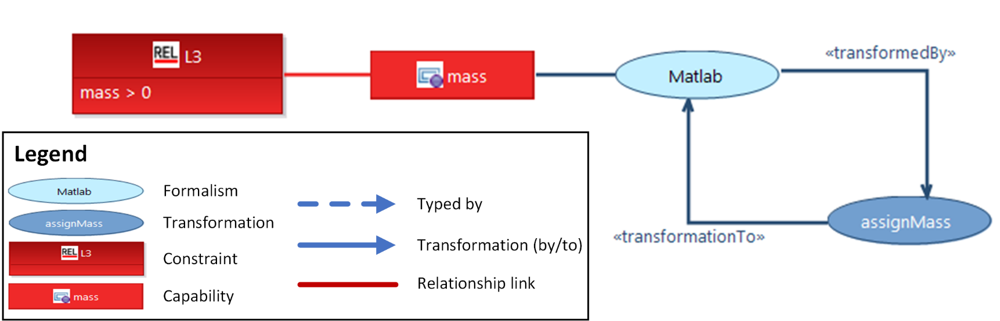 «transformedBy»
REL L3
mass > 0
mass
Matlab
assignMass
«transformationTo»
Legend
Matlab
Formalism
assignMass
Transformation
REL L3
Constraint
mass
Capability
Typed by
Transformation (by/to)
Relationship link